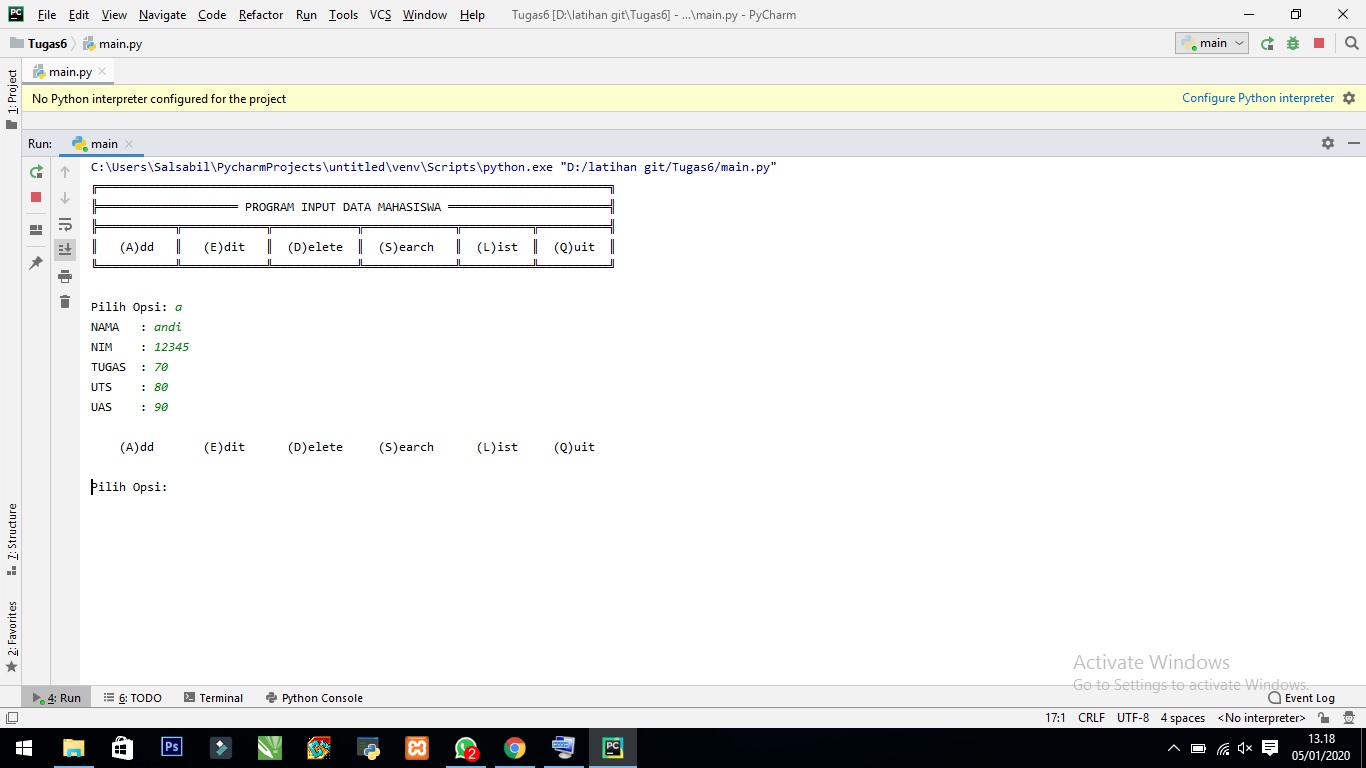 File Edit View Navigate Code Refactor Run Tools VCS Window Help Tugas6 [D:\latihan git\Tugas6] - ...\main.py - PyCharm
Tugas6 main.py main
1: Project
main.py
No Python interpreter configured for the project Configure Python interpreter
Run: main
C:\Users\Salsabil\PycharmProjects\untitled\venv\Scripts\python.exe "D:/latihan git/Tugas6/main.py"
PROGRAM INPUT DATA MAHASISWA
(A)dd (E)dit (D)elete (S)earch (L)ist (Q)uit
Pilih Opsi: a
NAMA : andi
NIM : 12345
TUGAS : 70
UTS : 80
UAS : 90
(A)dd (E)dit (D)elete (S)earch (L)ist (Q)uit
Pilih Opsi:
7: Structure
2: Favorites
Activate Windows
Go to Settings to activate Windows.
4: Run 6: TODO Terminal Python Console Event Log
17:1 CRLF UTF-8 4 spaces <No interpreter>
PC
Ps
2
PC
13.18
05/01/2020